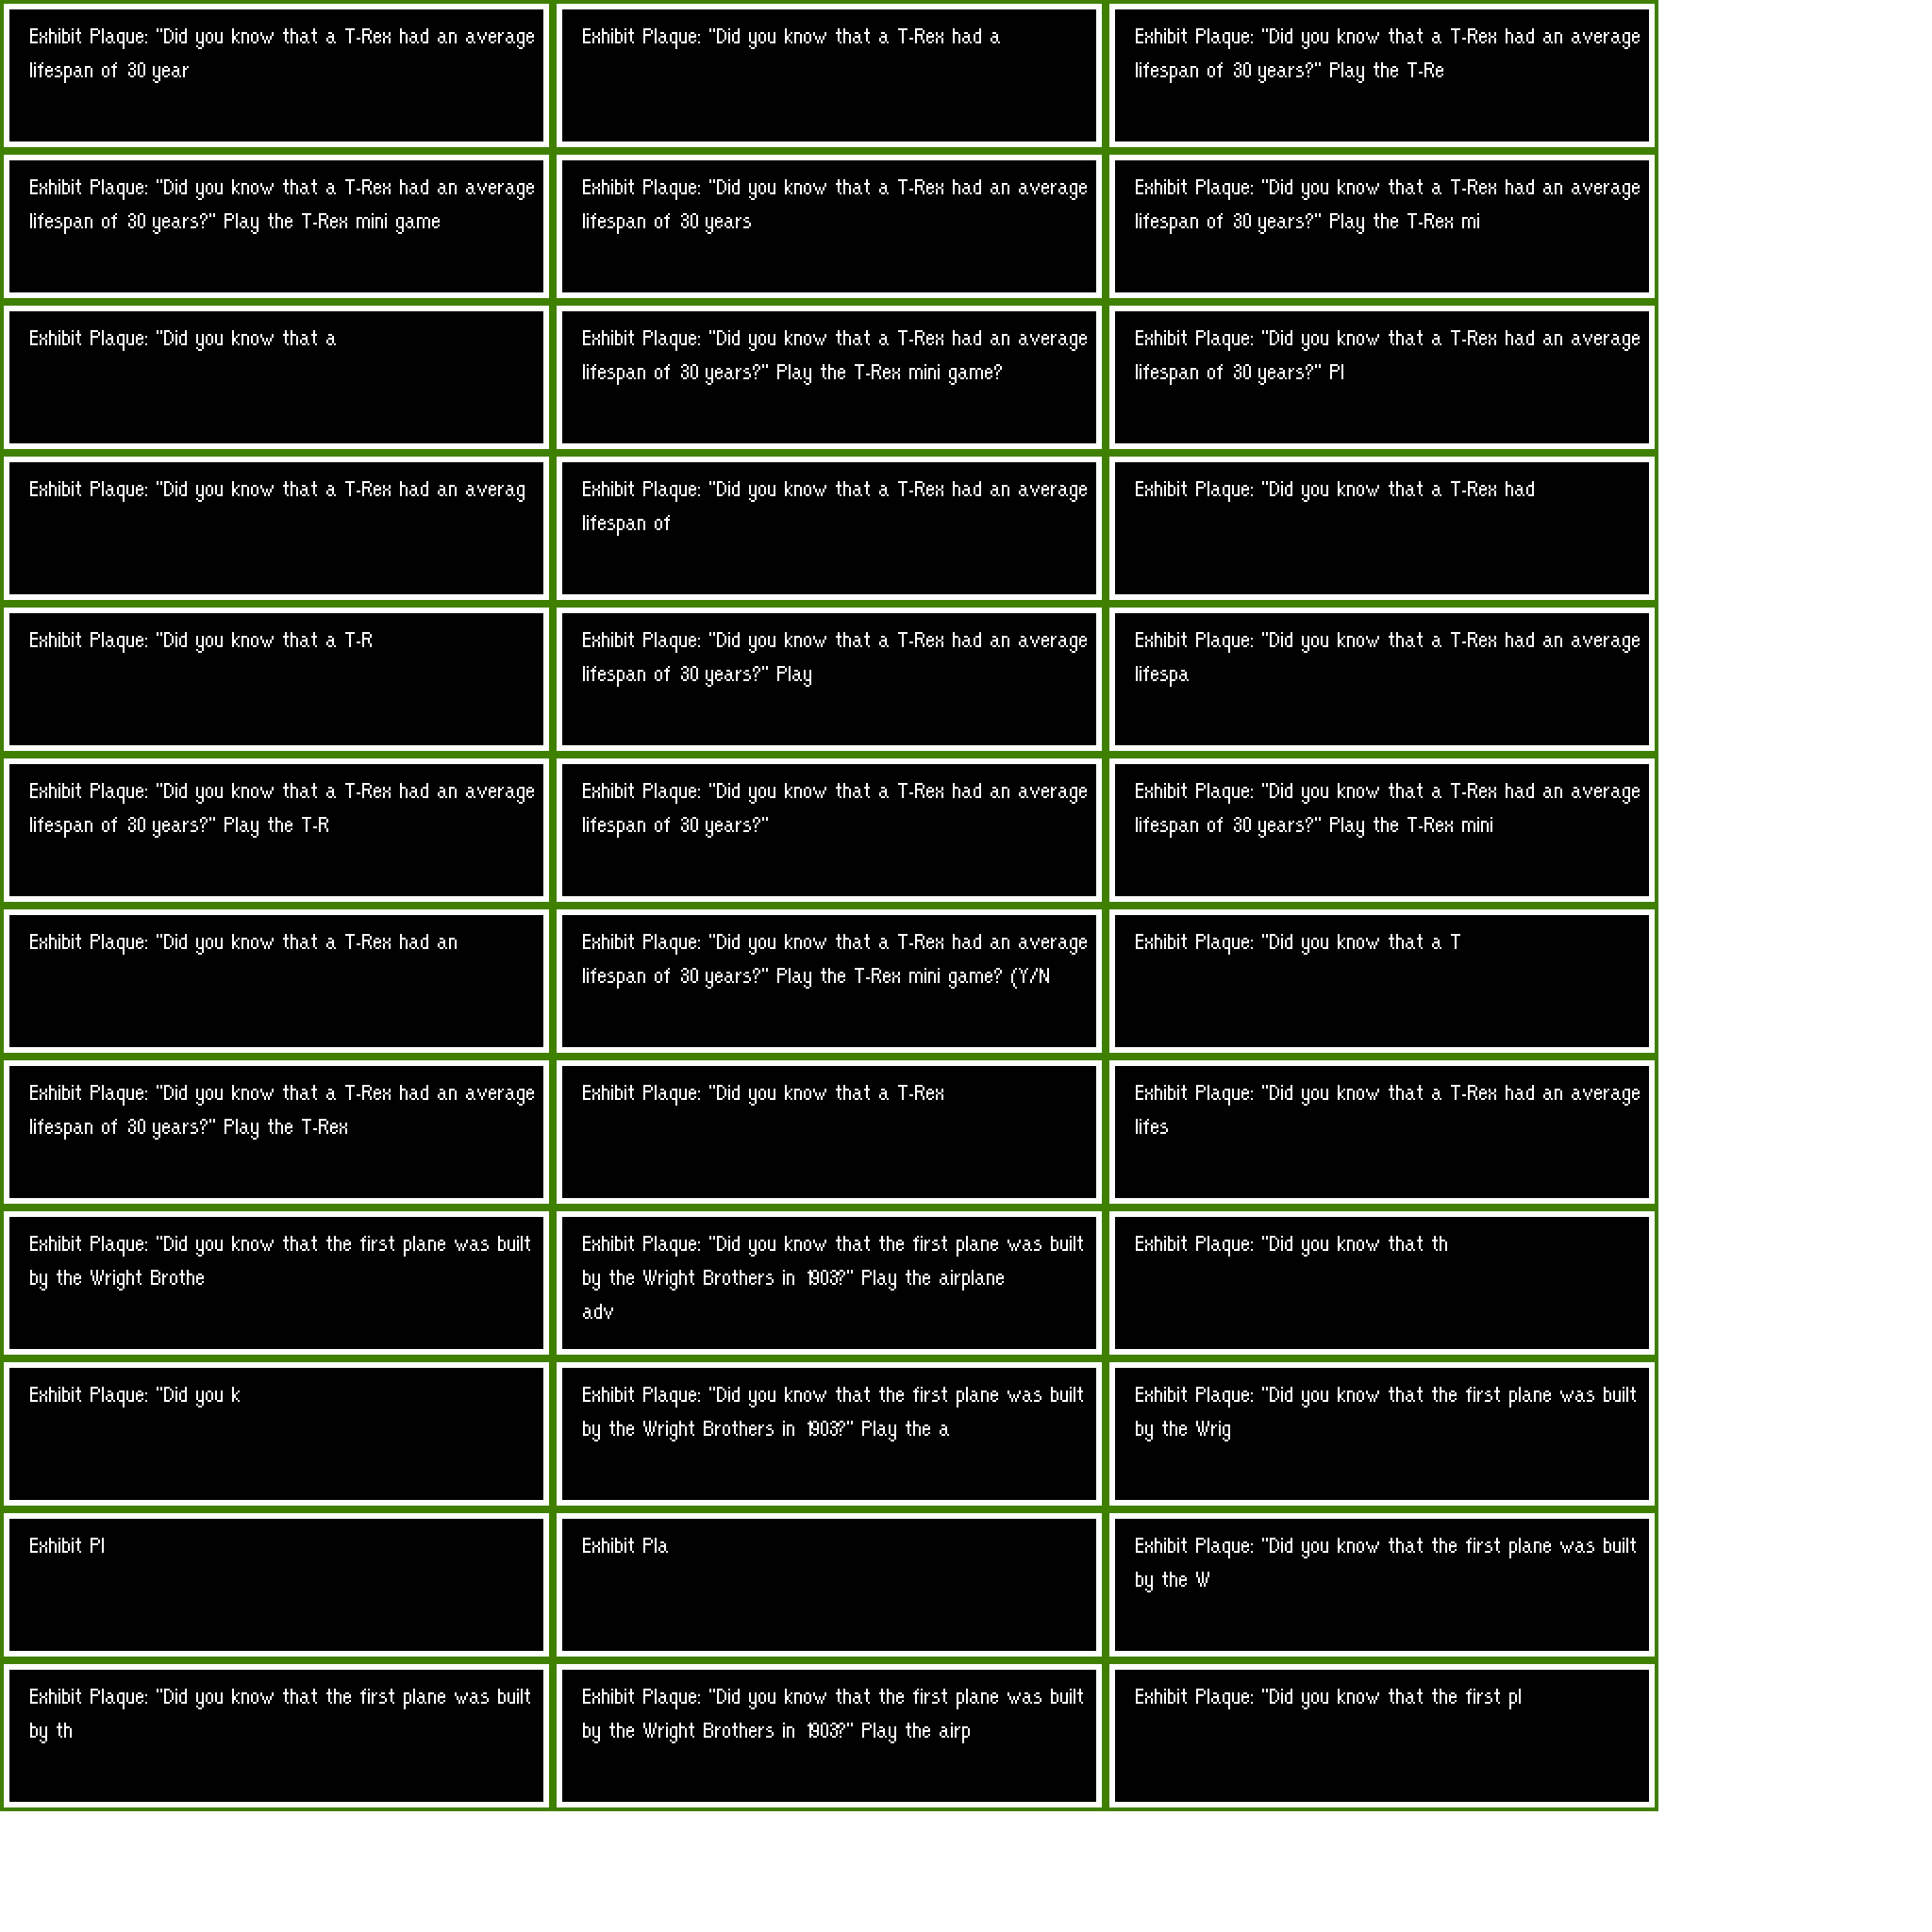 Exhibit Plaque: "Did you know that a T-Rex had an average
lifespan of 30 year
Exhibit Plaque: "Did you know that a T-Rex had a
Exhibit Plaque: "Did you know that a T-Rex had an average
lifespan of 30 years?" Play the T-Re
Exhibit Plaque: "Did you know that a T-Rex had an average
lifespan of 30 years?" Play the T-Rex mini game
Exhibit Plaque: "Did you know that a T-Rex had an average
lifespan of 30 years
Exhibit Plaque: "Did you know that a T-Rex had an average
lifespan of 30 years?" Play the T-Rex mi
Exhibit Plaque: "Did you know that a
Exhibit Plaque: "Did you know that a T-Rex had an average
lifespan of 30 years?" Play the T-Rex mini game?
Exhibit Plaque: "Did you know that a T-Rex had an average
lifespan of 30 years?" Pl
Exhibit Plaque: "Did you know that a T-Rex had an averag
Exhibit Plaque: "Did you know that a T-Rex had an average
lifespan of
Exhibit Plaque: "Did you know that a T-Rex had
Exhibit Plaque: "Did you know that a T-R
Exhibit Plaque: "Did you know that a T-Rex had an average
lifespan of 30 years?" Play
Exhibit Plaque: "Did you know that a T-Rex had an average
lifespa
Exhibit Plaque: "Did you know that a T-Rex had an average
lifespan of 30 years?" Play the T-R
Exhibit Plaque: "Did you know that a T-Rex had an average
lifespan of 30 years?"
Exhibit Plaque: "Did you know that a T-Rex had an average
lifespan of 30 years?" Play the T-Rex mini
Exhibit Plaque: "Did you know that a T-Rex had an
Exhibit Plaque: "Did you know that a T-Rex had an average
lifespan of 30 years?" Play the T-Rex mini game? (Y/N
Exhibit Plaque: "Did you know that a T
Exhibit Plaque: "Did you know that a T-Rex had an average
lifespan of 30 years?" Play the T-Rex
Exhibit Plaque: "Did you know that a T-Rex
Exhibit Plaque: "Did you know that a T-Rex had an average
lifes
Exhibit Plaque: "Did you know that the first plane was built
by the Wright Brothe
Exhibit Plaque: "Did you know that the first plane was built
by the Wright Brothers in 1903?" Play the airplane
adv
Exhibit Plaque: "Did you know that th
Exhibit Plaque: "Did you k
Exhibit Plaque: "Did you know that the first plane was built
by the Wright Brothers in 1903?" Play the a
Exhibit Plaque: "Did you know that the first plane was built
by the Wrig
Exhibit Pl
Exhibit Pla
Exhibit Plaque: "Did you know that the first plane was built
by the W
Exhibit Plaque: "Did you know that the first plane was built
by th
Exhibit Plaque: "Did you know that the first plane was built
by the Wright Brothers in 1903?" Play the airp
Exhibit Plaque: "Did you know that the first pl